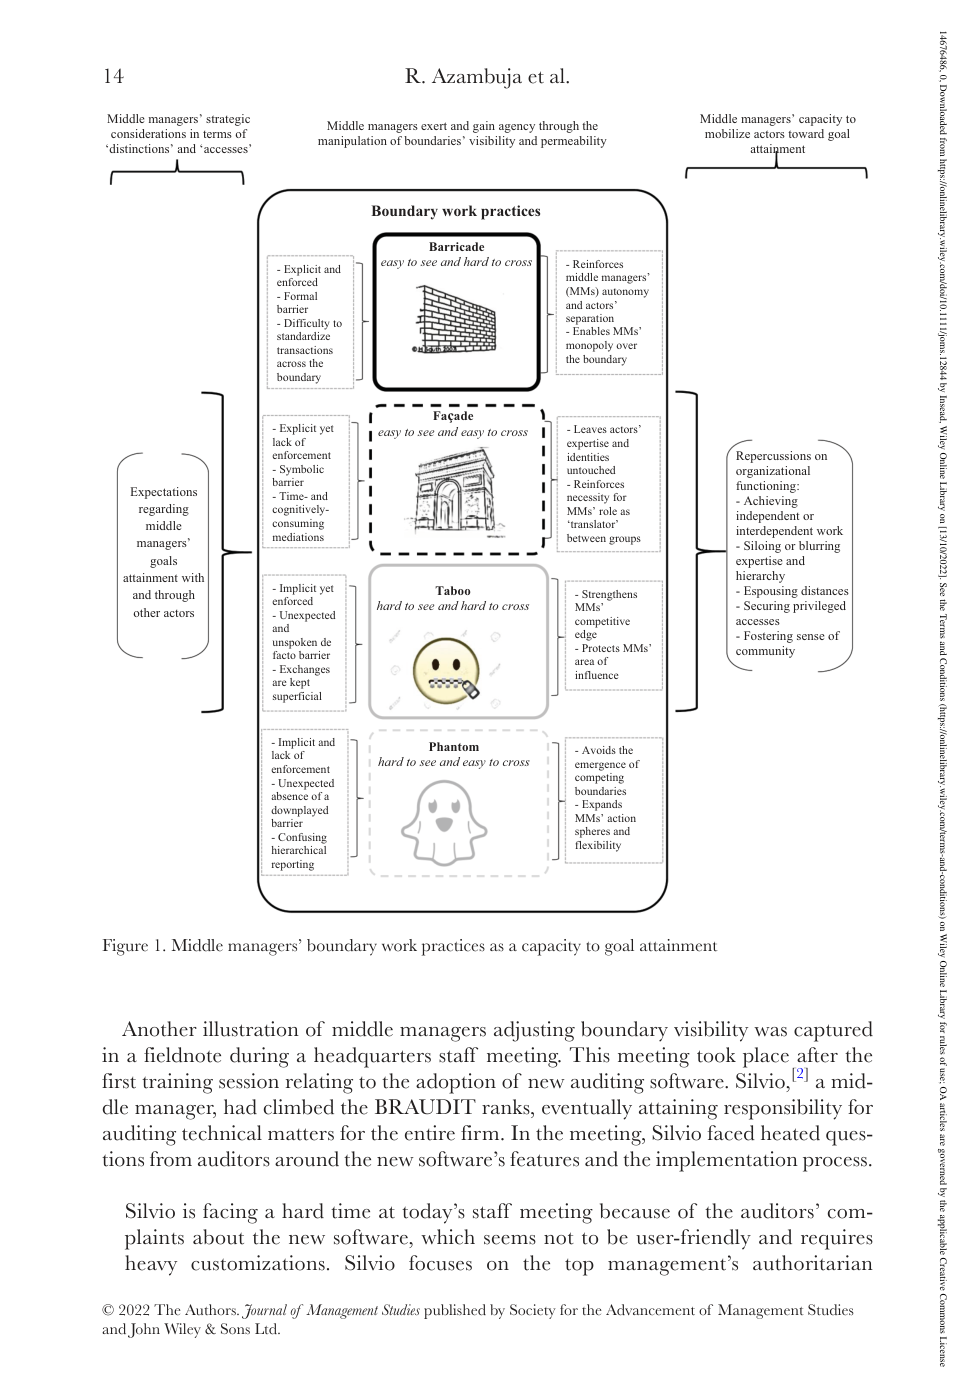 14
R. Azambuja et al.
Middle managers' strategic
considerations in terms of
'distinctions' and 'accesses'
Middle managers exert and gain agency through the
manipulation of boundaries' visibility and permeability
Middle managers' capacity to
mobilize actors toward goal
attainment
Boundary work practices
- Explicit and
enforced
- Formal
barrier
- Difficulty to
standardize
transactions
across the
boundary
Barricade
easy to see and hard to cross
- Reinforces
middle managers'
(MMs) autonomy
and actors'
separation
- Enables MMs'
monopoly over
the boundary
- Explicit yet
lack of
enforcement
- Symbolic
barrier
- Time- and
cognitively-
consuming
mediations
Façade
easy to see and easy to cross
- Leaves actors'
expertise and
identities
untouched
- Reinforces
necessity for
MMs' role as
'translator'
between groups
Expectations
regarding
middle
managers'
goals
attainment with
and through
other actors
Repercussions on
organizational
functioning:
- Achieving
independent or
interdependent work
- Siloing or blurring
expertise and
hierarchy
- Espousing distances
- Securing privileged
accesses
- Fostering sense of
community
- Implicit yet
enforced
- Unexpected
and
unspoken de
facto barrier
- Exchanges
are kept
superficial
Taboo
hard to see and hard to cross
- Strengthens
MMs'
competitive
edge
- Protects MMs'
area of
influence
- Implicit and
lack of
enforcement
- Unexpected
absence of a
downplayed
barrier
- Confusing
hierarchical
reporting
Phantom
hard to see and easy to cross
- Avoids the
emergence of
competing
boundaries
- Expands
MMs' action
spheres and
flexibility
Figure 1. Middle managers' boundary work practices as a capacity to goal attainment
Another illustration of middle managers adjusting boundary visibility was captured
in a fieldnote during a headquarters staff meeting. This meeting took place after the
first training session relating to the adoption of new auditing software. Silvio,[2] a mid-
dle manager, had climbed the BRAUDIT ranks, eventually attaining responsibility for
auditing technical matters for the entire firm. In the meeting, Silvio faced heated ques-
tions from auditors around the new software's features and the implementation process.
Silvio is facing a hard time at today's staff meeting because of the auditors' com-
plaints about the new software, which seems not to be user-friendly and requires
heavy customizations. Silvio focuses on the top management's authoritarian
© 2022 The Authors. Journal of Management Studies published by Society for the Advancement of Management Studies
and John Wiley & Sons Ltd.
14676486, 0, Downloaded from https://onlinelibrary.wiley.com/doi/10.1111/joms.12844 by Insead, Wiley Online Library on [13/10/2022]. See the Terms and Conditions (https://onlinelibrary.wiley.com/terms-and-conditions) on Wiley Online Library for rules of use; OA articles are governed by the applicable Creative Commons License